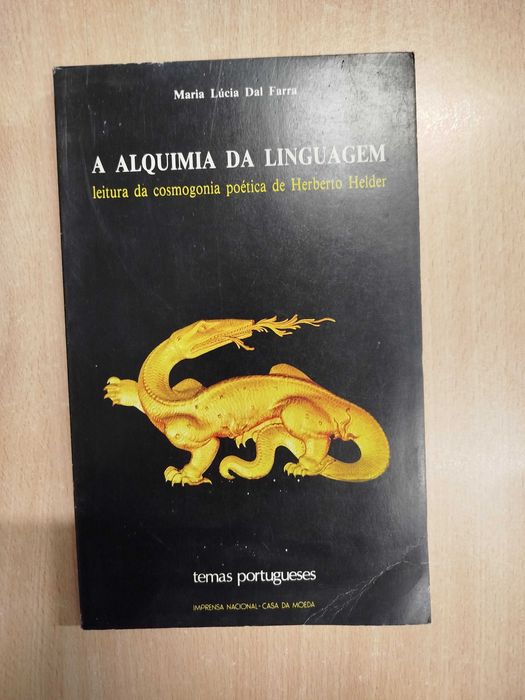 Maria Lúcia Dal Farra
A ALQUIMIA DA LINGUAGEM
leitura da cosmogonia poética de Herberto Helder
temas portugueses
IMPRENSA NACIONAL - CASA DA MOEDA